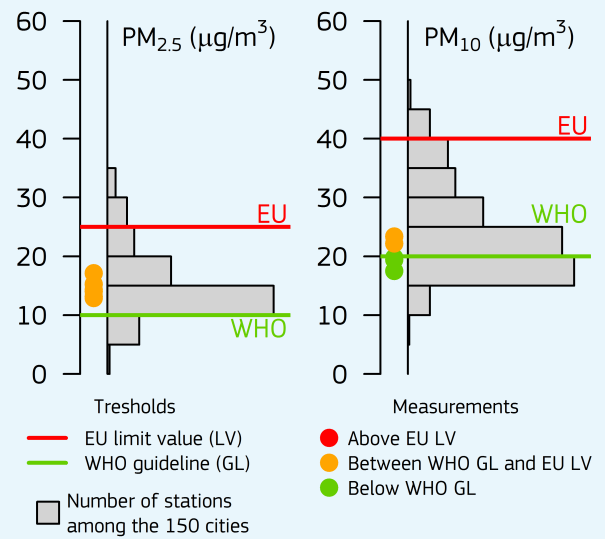 60
50
40
30
20
10
0
PM2.5 (μg/m³)
EU
WHO
60
50
40
30
20
10
0
PM10 (μg/m³)
EU
WHO
Tresholds
EU limit value (LV)
WHO guideline (GL)
Number of stations
among the 150 cities
Measurements
Above EU LV
Between WHO GL and EU LV
Below WHO GL